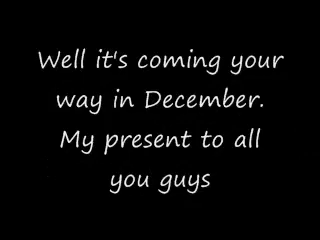 Well it's coming your
way in December.
My present to all
you guys